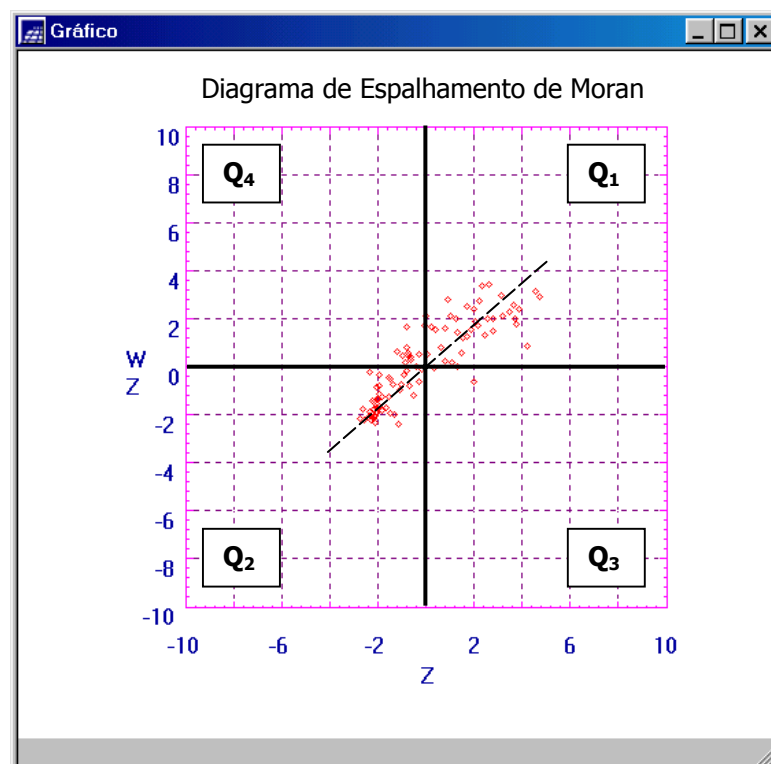 Gráfico
Diagrama de Espalhamento de Moran
10
Q₄
Q₁
8
6
4
2
W
0
Z
-2
-4
-6
Q₂
Q₃
-8
-10
-10 -6 -2 2 6 10
Z